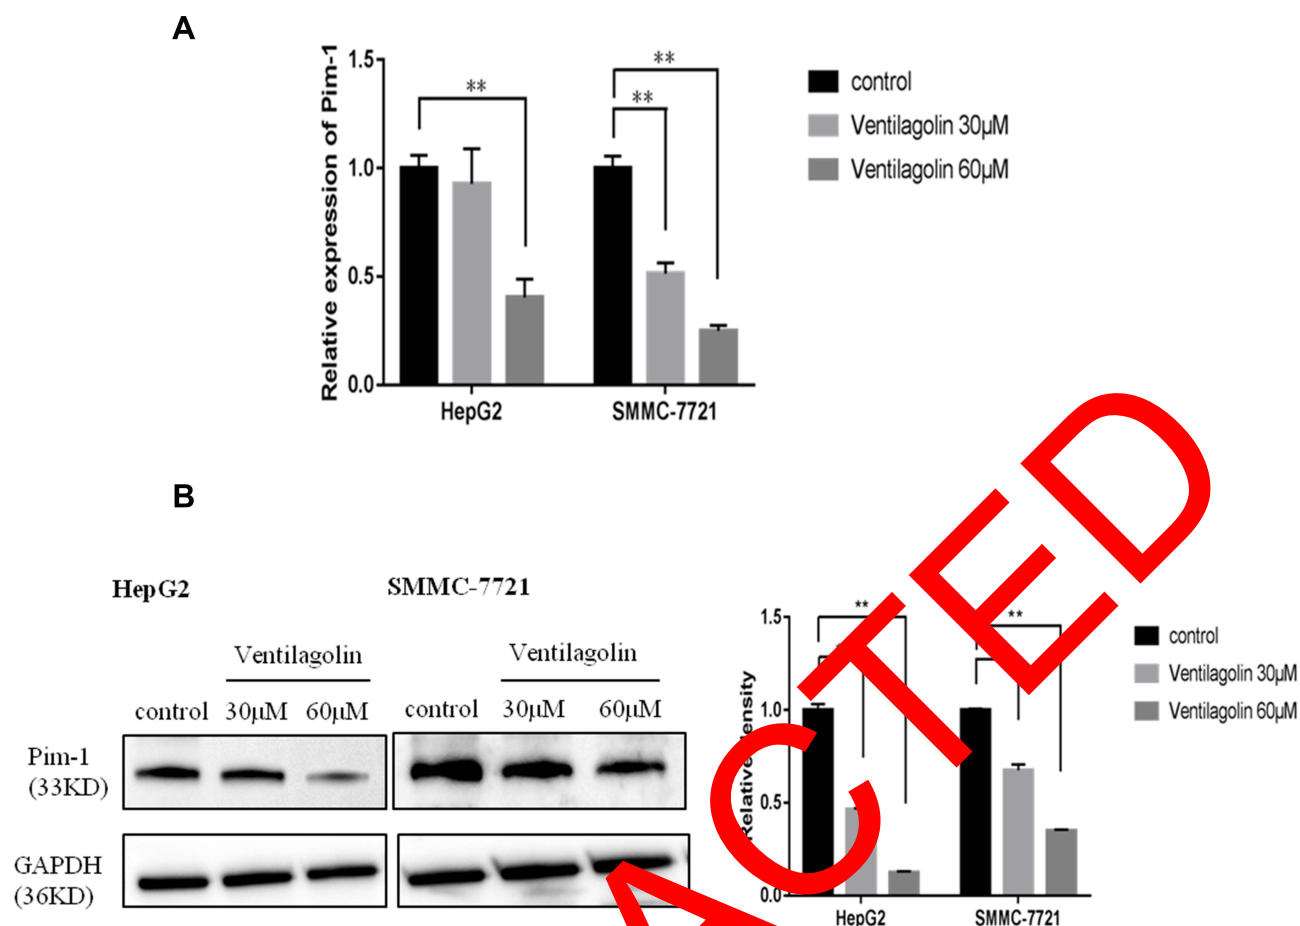 A
Relative expression of Pim-1
1.5
1.0
0.5
0.0
**
**
**
HepG2
SMMC-7721
control
Ventilagolin 30μM
Ventilagolin 60μM
B
HepG2
SMMC-7721
Ventilagolin
Ventilagolin
control 30μM 60μM
control 30μM 60μM
Pim-1
(33KD)
GAPDH
(36KD)
1.5
1.0
0.5
0.0
Relative
**
**
HepG2
SMMC-7721
control
Ventilagolin 30μM
Ventilagolin 60μM
ACTED